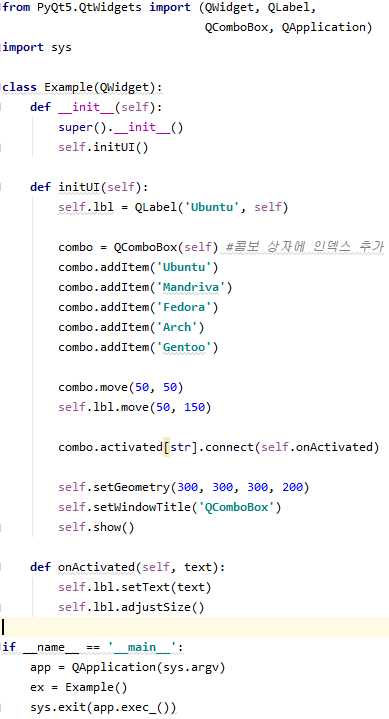 from PyQt5.QtWidgets import (QWidget, QLabel,
                             QComboBox, QApplication)
import sys

class Example(QWidget):
    def __init__(self):
        super().__init__()
        self.initUI()

    def initUI(self):
        self.lbl = QLabel('Ubuntu', self)

        combo = QComboBox(self) #콤보 상자에 인덱스 추가
        combo.addItem('Ubuntu')
        combo.addItem('Mandriva')
        combo.addItem('Fedora')
        combo.addItem('Arch')
        combo.addItem('Gentoo')

        combo.move(50, 50)
        self.lbl.move(50, 150)

        combo.activated[str].connect(self.onActivated)

        self.setGeometry(300, 300, 300, 200)
        self.setWindowTitle('QComboBox')
        self.show()

    def onActivated(self, text):
        self.lbl.setText(text)
        self.lbl.adjustSize()

if __name__ == '__main__':
    app = QApplication(sys.argv)
    ex = Example()
    sys.exit(app.exec_())